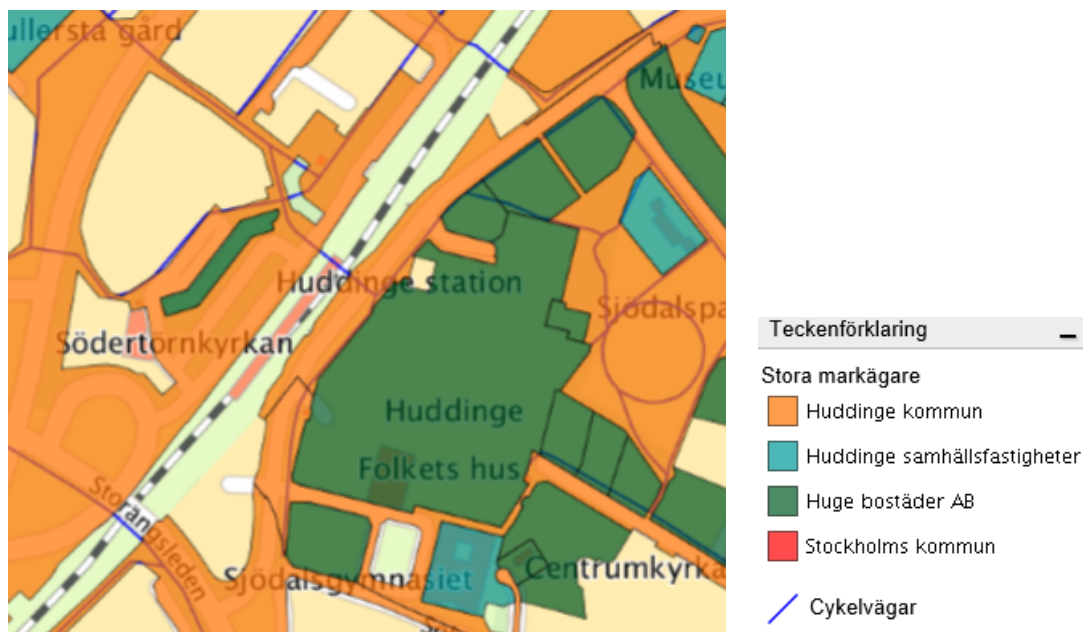 ullersta gård
Museu
Huddinge station
Sjödalspa
Södertörnkyrkan
Huddinge
Folkets hus
Storängsleden
Sjödalsgymnasiet
Centrumkyrka
Teckenförklaring
Stora markägare
Huddinge kommun
Huddinge samhällsfastigheter
Huge bostäder AB
Stockholms kommun
Cykelvägar